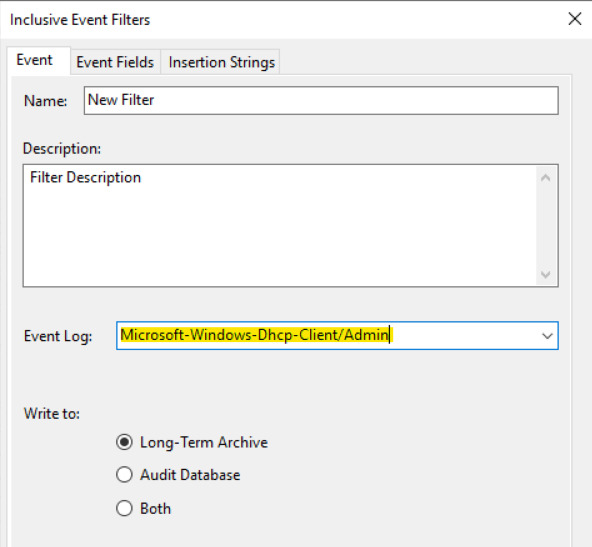 Inclusive Event Filters
Event Event Fields Insertion Strings
Name: New Filter
Description:
Filter Description
Event Log: Microsoft-Windows-Dhcp-Client/Admin
Write to:
Long-Term Archive
Audit Database
Both